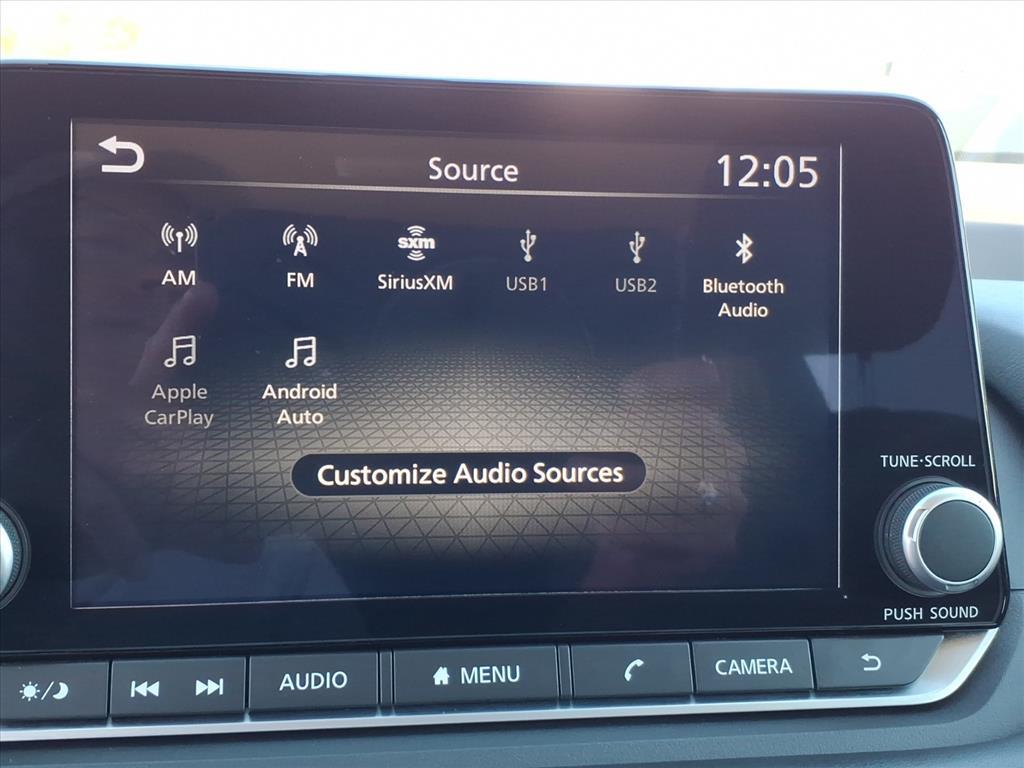 Source
12:05
AM
FM
sxm
SiriusXM
USB1
USB2
Bluetooth
Audio
Apple
CarPlay
Android
Auto
Customize Audio Sources
TUNE·SCROLL
PUSH SOUND
AUDIO
MENU
CAMERA